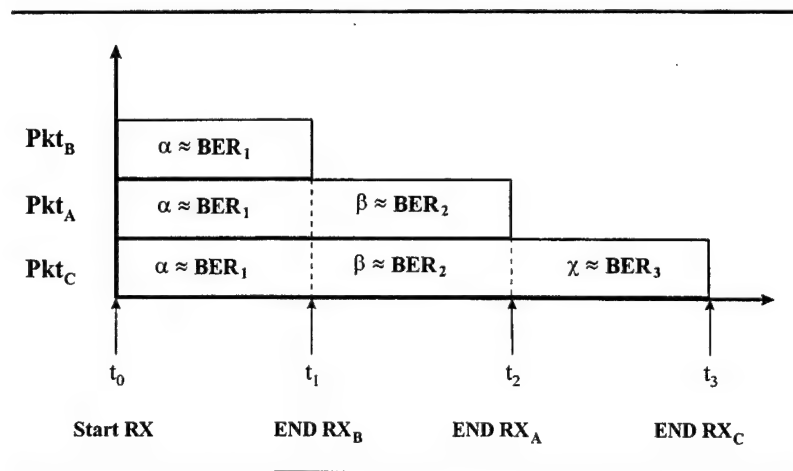 Pkt_B α ≈ BER_1
Pkt_A α ≈ BER_1 β ≈ BER_2
Pkt_C α ≈ BER_1 β ≈ BER_2 χ ≈ BER_3
t_0 t_1 t_2 t_3
Start RX END RX_B END RX_A END RX_C